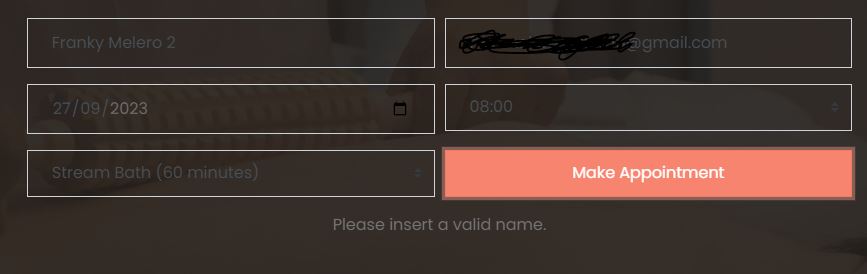 Franky Melero 2
@gmail.com
27/09/2023
08:00
Stream Bath (60 minutes)
Make Appointment
Please insert a valid name.